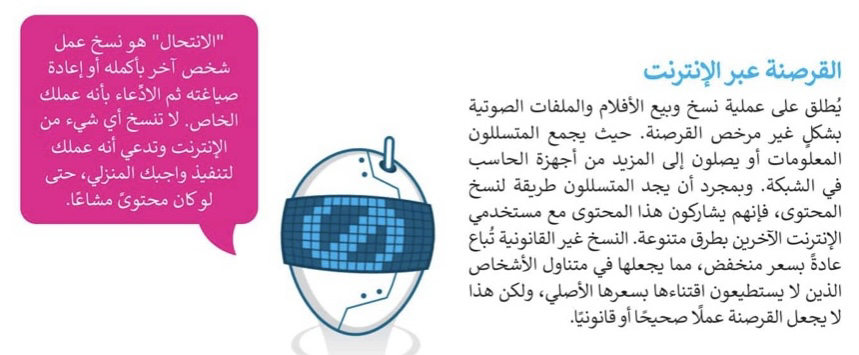 القرصنة عبر الإنترنت
يُطلق على عملية نسخ وبيع الأفلام والملفات الصوتية
بشكلٍ غير مرخص القرصنة. حيث يجمع المتسللون
المعلومات أو يصلون إلى المزيد من أجهزة الحاسب
في الشبكة. وبمجرد أن يجد المتسللون طريقة لنسخ
المحتوى، فإنهم يشاركون هذا المحتوى مع مستخدمي
الإنترنت الآخرين بطرق متنوعة. النسخ غير القانونية تُباع
عادةً بسعر منخفض، مما يجعلها في متناول الأشخاص
الذين لا يستطيعون اقتناءها بسعرها الأصلي، ولكن هذا
لا يجعل القرصنة عملًا صحيحًا أو قانونيًا.
"الانتحال" هو نسخ عمل
شخص آخر بأكمله أو إعادة
صياغته ثم الادّعاء بأنه عملك
الخاص. لا تنسخ أي شيء من
الإنترنت وتدعي أنه عملك
لتنفيذ واجبك المنزلي، حتى
لو كان محتوىً مشاعًا.